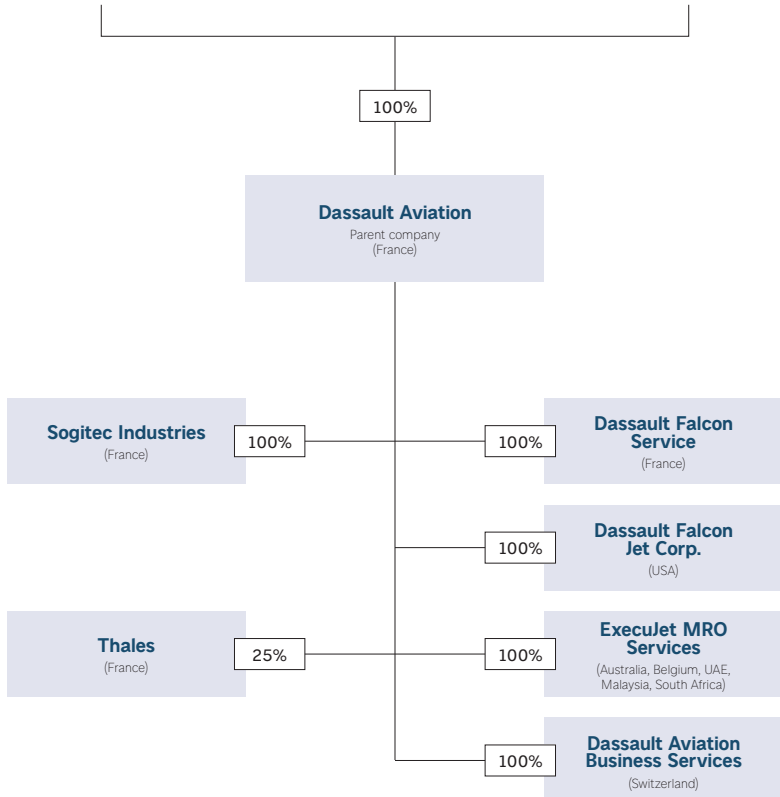 100%
Dassault Aviation
Parent company
(France)
Sogitec Industries
(France)
100%
100%
Dassault Falcon
Service
(France)
100%
Dassault Falcon
Jet Corp.
(USA)
Thales
(France)
25%
100%
ExecuJet MRO
Services
(Australia, Belgium, UAE,
Malaysia, South Africa)
100%
Dassault Aviation
Business Services
(Switzerland)